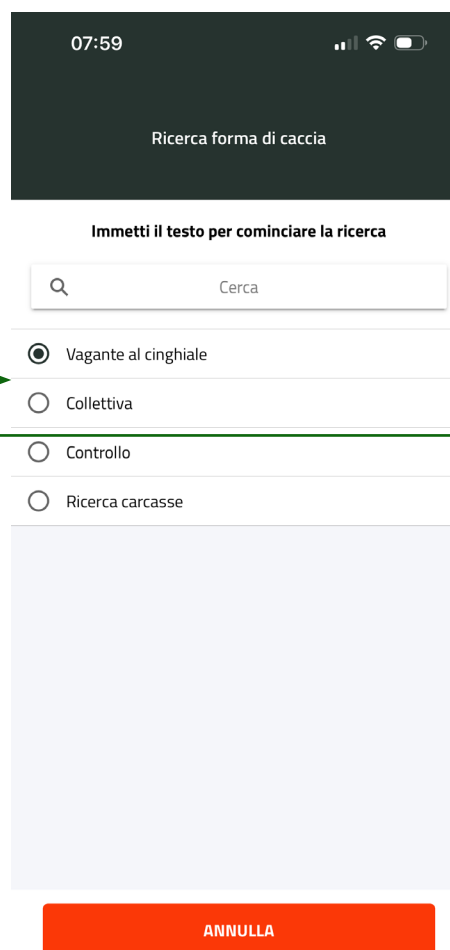 07:59
Ricerca forma di caccia
Immetti il testo per cominciare la ricerca
Cerca
Vagante al cinghiale
Collettiva
Controllo
Ricerca carcasse
ANNULLA